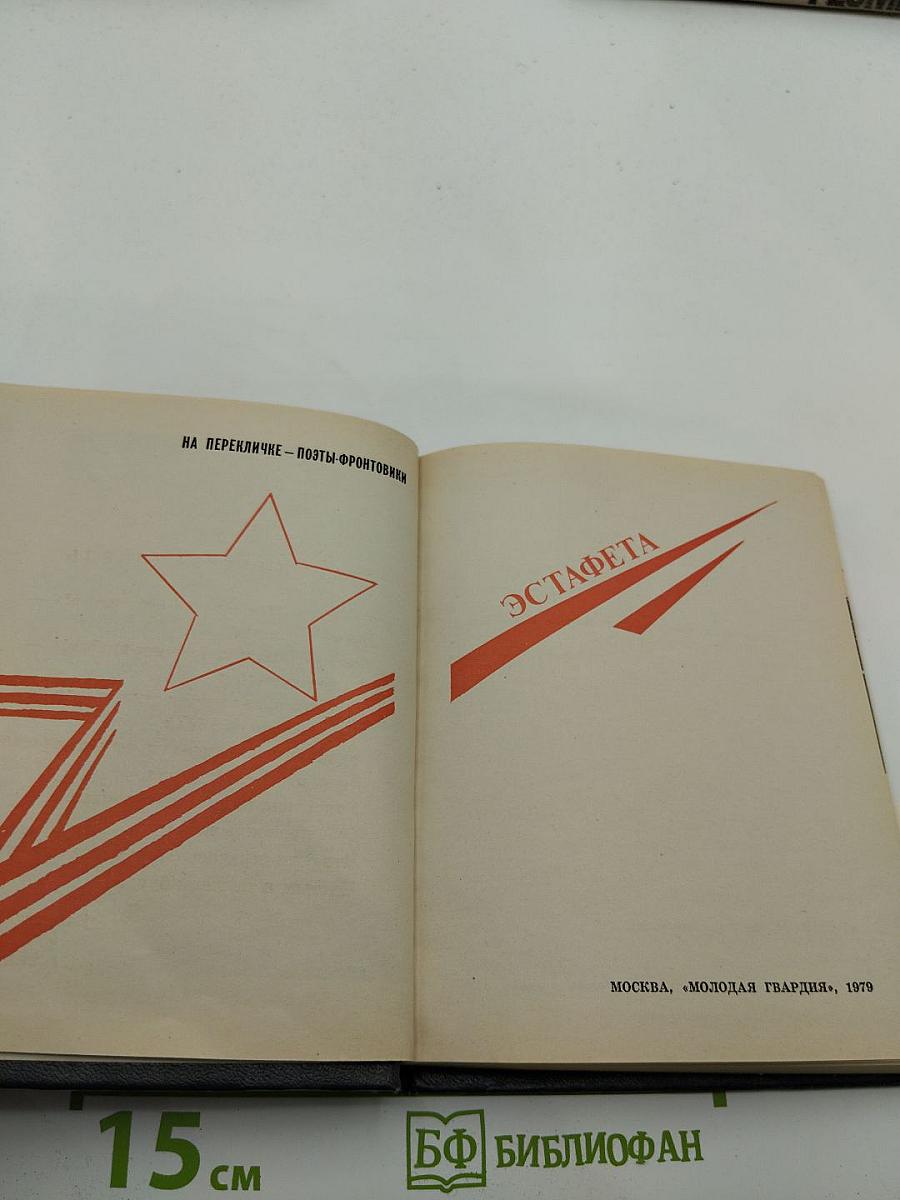 НА ПЕРЕКЛИЧКЕ — ПОЭТЫ-ФРОНТОВИКИ
ЭСТАФЕТА
МОСКВА, «МОЛОДАЯ ГВАРДИЯ», 1979
15 см
БФ БИБЛИОФАН